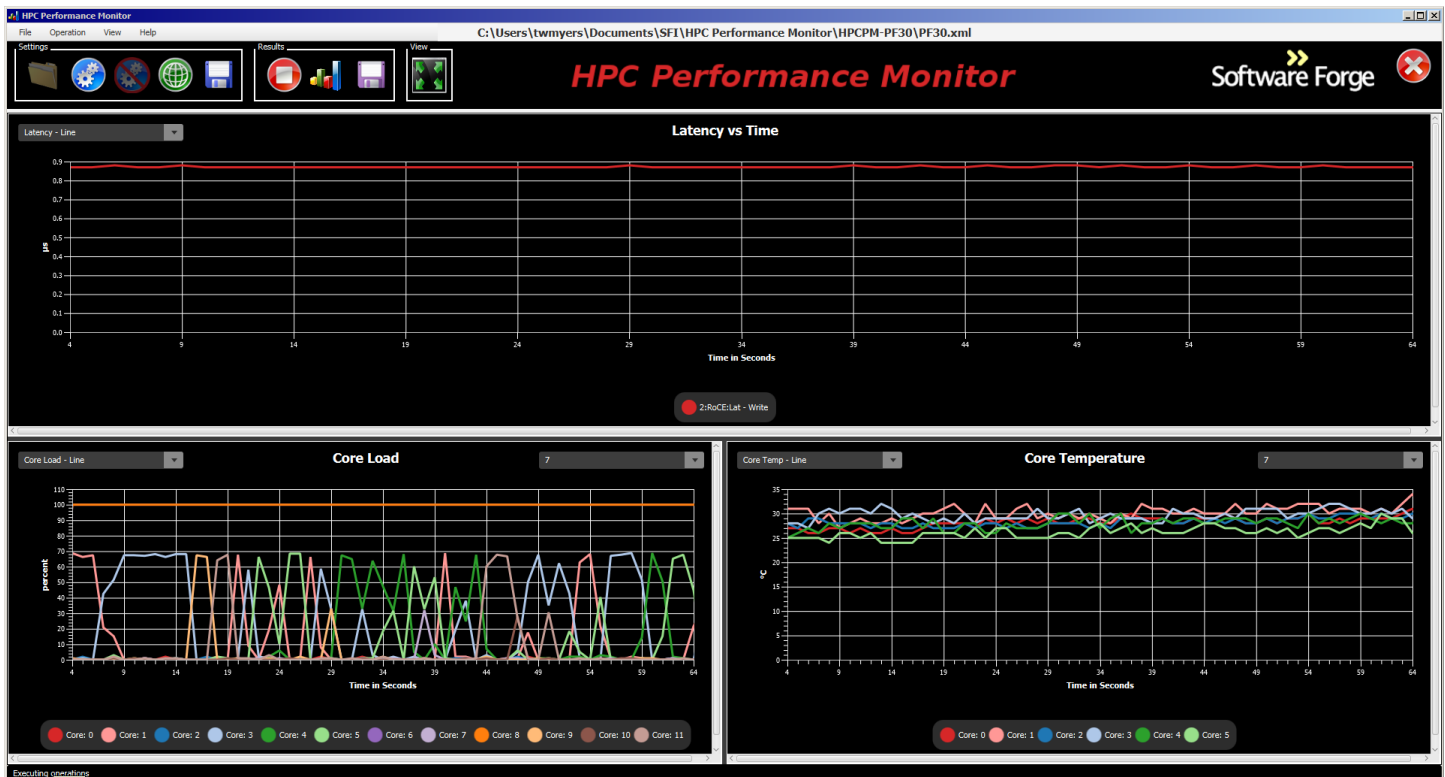 HPC Performance Monitor
File Operation View Help
C:\Users\twmyers\Documents\SFI\HPC Performance Monitor\HPCPM-PF30\PF30.xml
Settings Results View
HPC Performance Monitor
Software Forge
Latency - Line
Latency vs Time
0.9
0.8
0.7
0.6
0.5
0.4
0.3
0.2
0.1
0.0
µs
4 9 14 19 24 29 34 39 44 49 54 59 64
Time in Seconds
2:RoCE:Lat - Write
Core Load - Line
Core Load
7
110
100
90
80
70
60
50
40
30
20
10
0
percent
4 9 14 19 24 29 34 39 44 49 54 59 64
Time in Seconds
Core: 0 Core: 1 Core: 2 Core: 3 Core: 4 Core: 5 Core: 6 Core: 7 Core: 8 Core: 9 Core: 10 Core: 11
Core Temp - Line
Core Temperature
7
35
30
25
20
15
10
5
0
°C
4 9 14 19 24 29 34 39 44 49 54 59 64
Time in Seconds
Core: 0 Core: 1 Core: 2 Core: 3 Core: 4 Core: 5
Executing operations